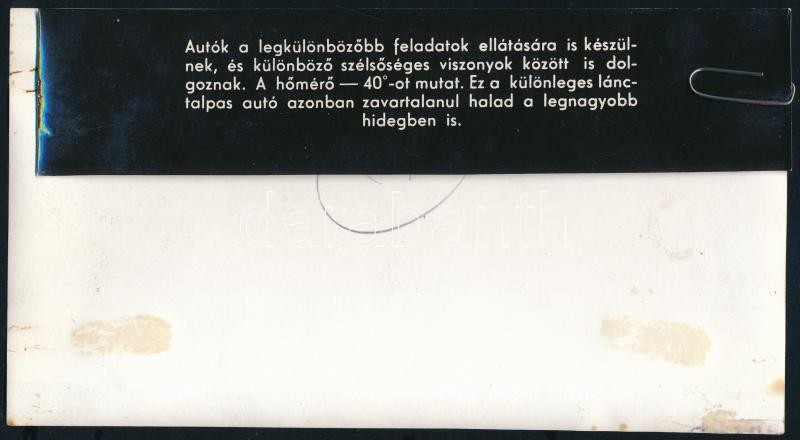 Autók a legkülönbözőbb feladatok ellátására is készül-
nek, és különböző szélsőséges viszonyok között is dol-
goznak. A hőmérő — 40°-ot mutat. Ez a különleges lánc-
talpas autó azonban zavartalanul halad a legnagyobb
hidegben is.
darabanth